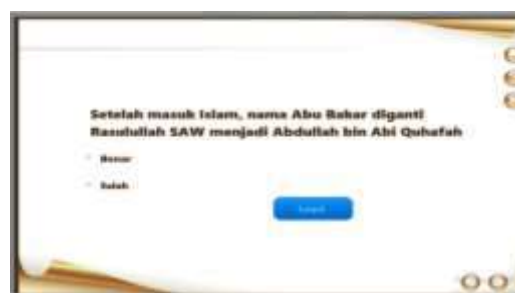 Setelah masuk Islam, nama Abu Bakar diganti
Rasulullah SAW menjadi Abdullah bin Abi Quhafah
Benar
Salah